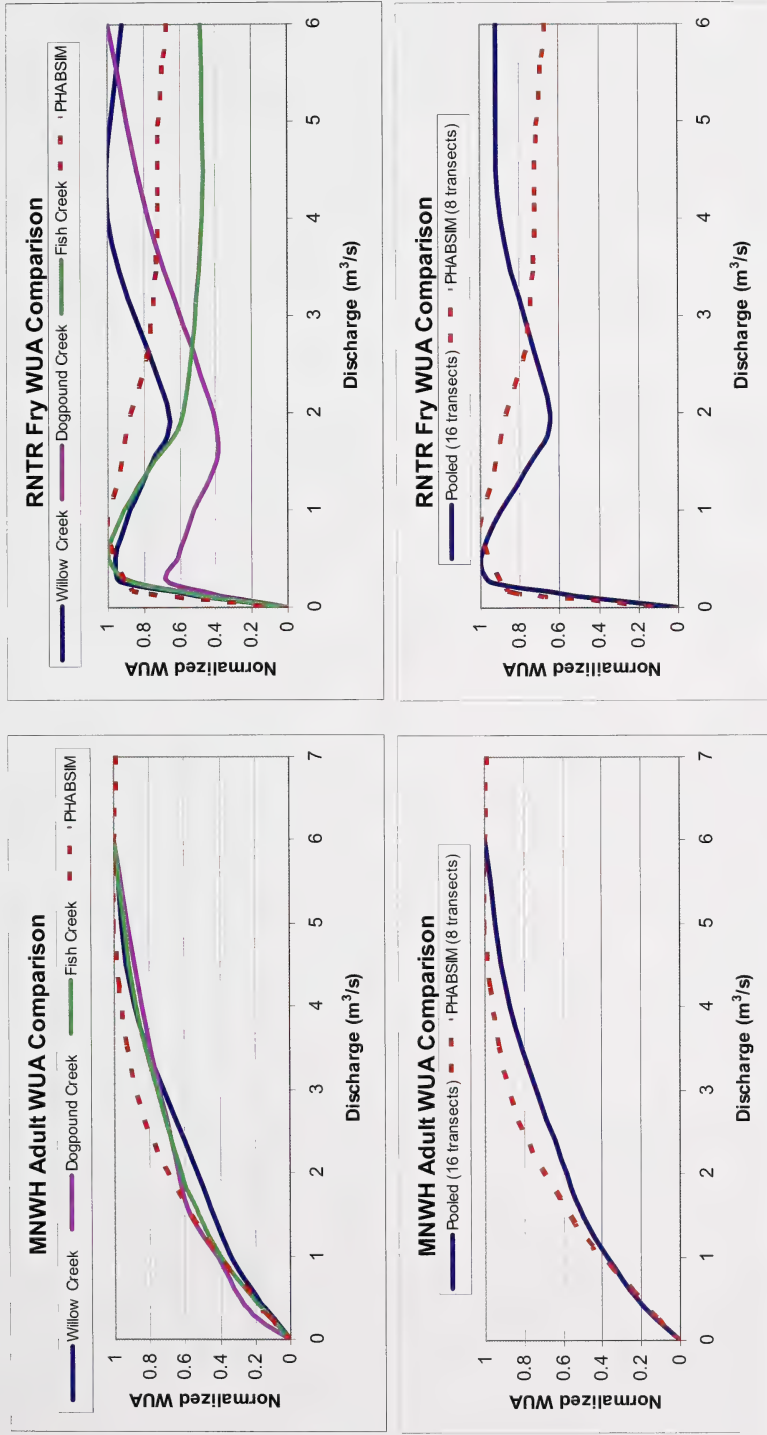 MNWH Adult WUA Comparison
Willow Creek Dogpound Creek Fish Creek PHABSIM
Normalized WUA
1
0.8
0.6
0.4
0.2
0
0 1 2 3 4 5 6 7
Discharge (m³/s)
RNTR Fry WUA Comparison
Willow Creek Dogpound Creek Fish Creek PHABSIM
Normalized WUA
1
0.8
0.6
0.4
0.2
0
0 1 2 3 4 5 6
Discharge (m³/s)
MNWH Adult WUA Comparison
Pooled (16 transects) PHABSIM (8 transects)
Normalized WUA
1
0.8
0.6
0.4
0.2
0
0 1 2 3 4 5 6 7
Discharge (m³/s)
RNTR Fry WUA Comparison
Pooled (16 transects) PHABSIM (8 transects)
Normailized WUA
1
0.8
0.6
0.4
0.2
0
0 1 2 3 4 5 6
Discharge (m³/s)